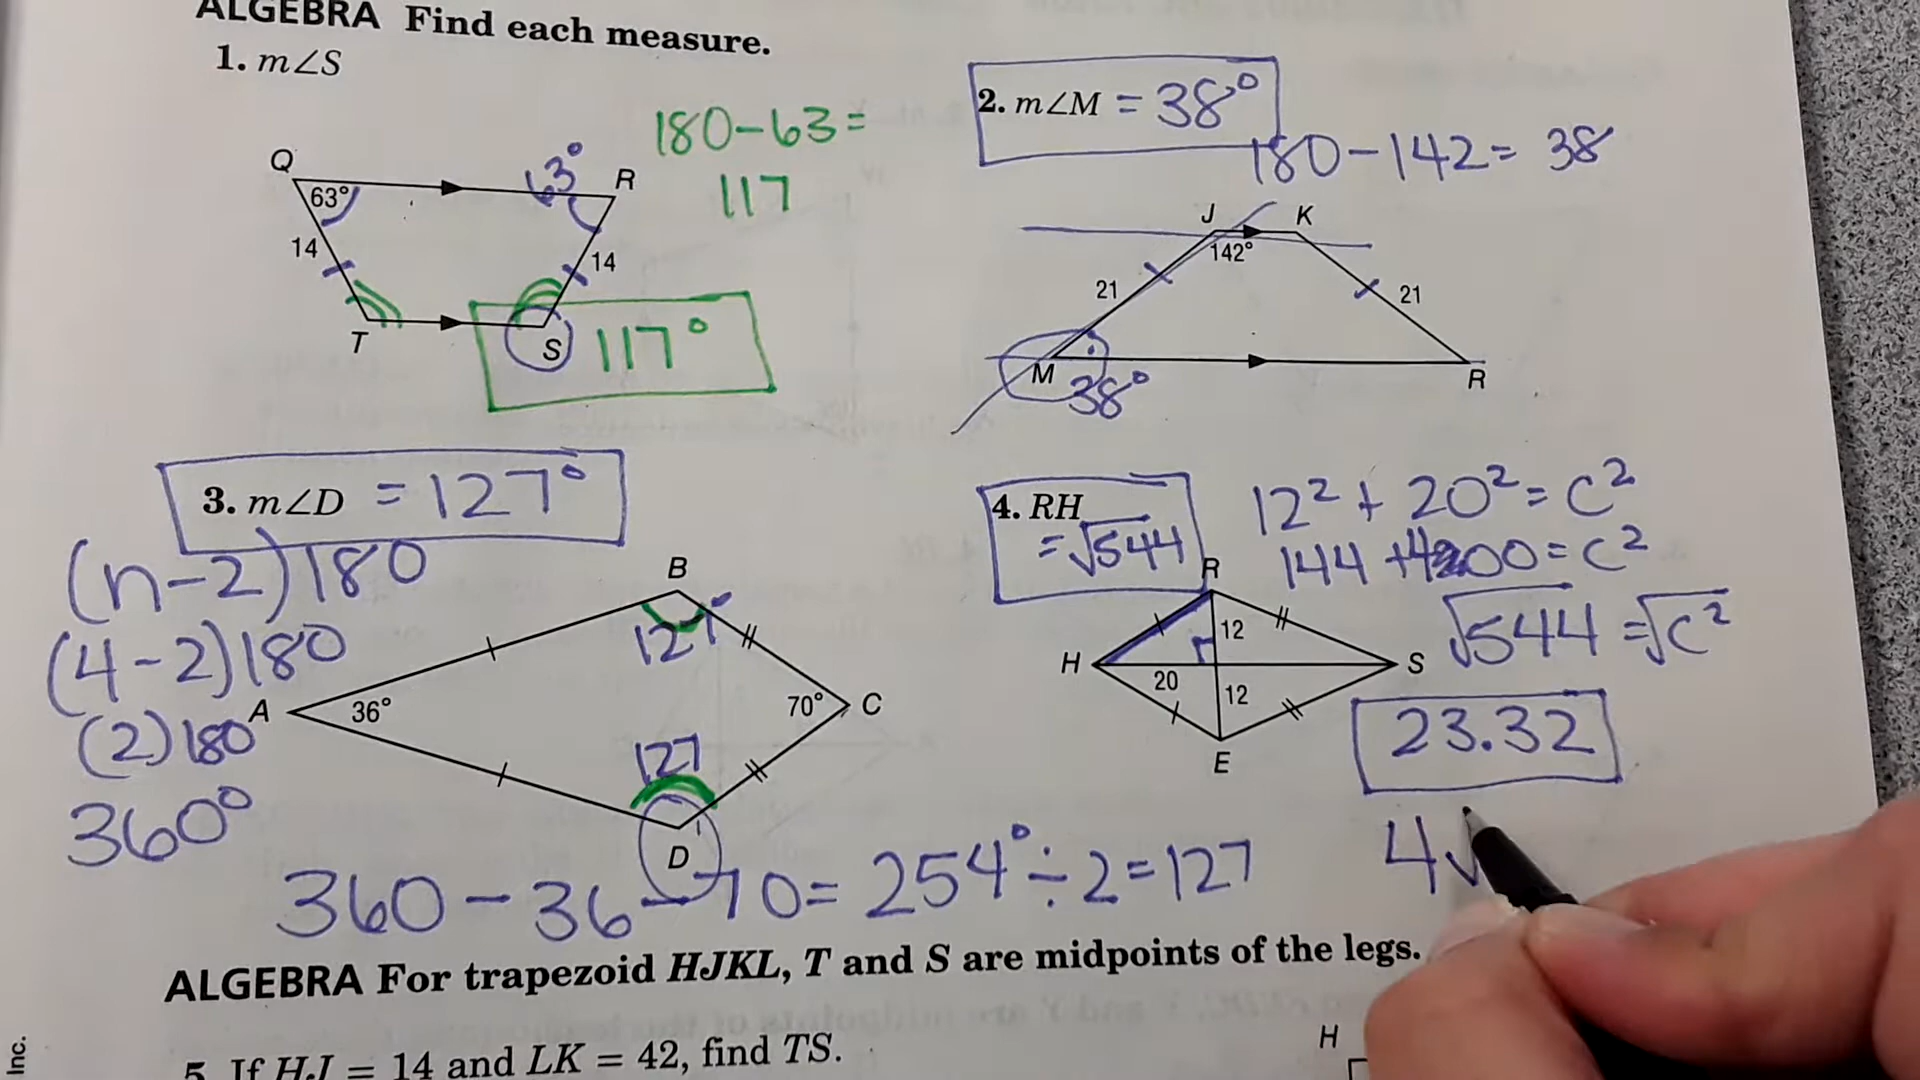 ALGEBRA Find each measure.
1. m∠S
180-63=
117
Q
63°
63°
R
14
14
T
S
117°
2. m∠M = 38°
180-142= 38
J
K
142°
21
21
M
38°
R
3. m∠D = 127°
(n-2)180
(4-2)180
(2)180
360°
B
127
A
36°
70°
C
127
D
360-36-70= 254°÷2=127
4. RH
=√544
12²+20²=C²
144+400=C²
√544=√C²
23.32
4√
R
12
H
20
S
12
E
ALGEBRA For trapezoid HJKL, T and S are midpoints of the legs.
5. If HJ = 14 and LK = 42, find TS.
H
Inc.